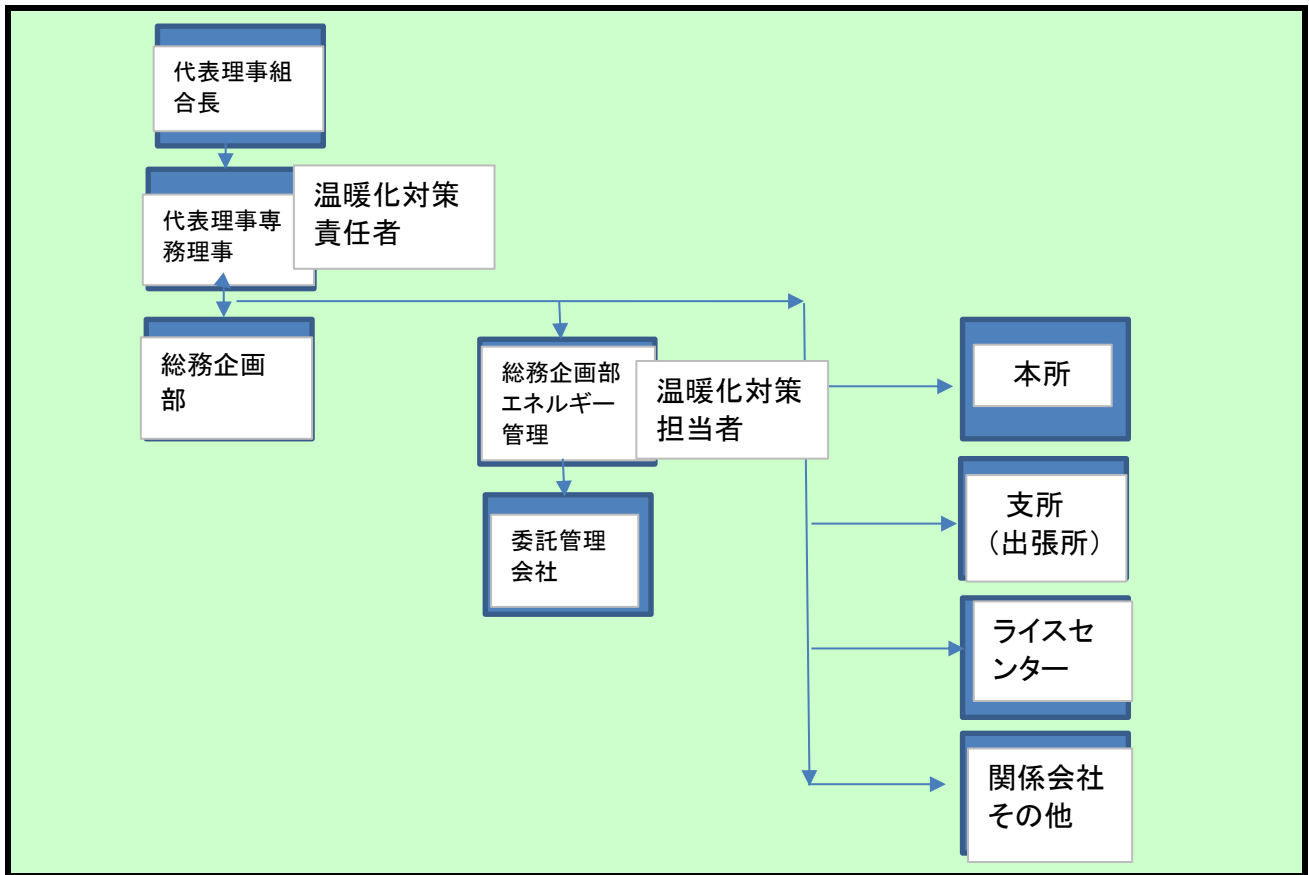 代表理事組
合長
代表理事専
務理事
温暖化対策
責任者
総務企画
部
総務企画部
エネルギー
管理
温暖化対策
担当者
委託管理
会社
本所
支所
（出張所）
ライスセ
ンター
関係会社
その他